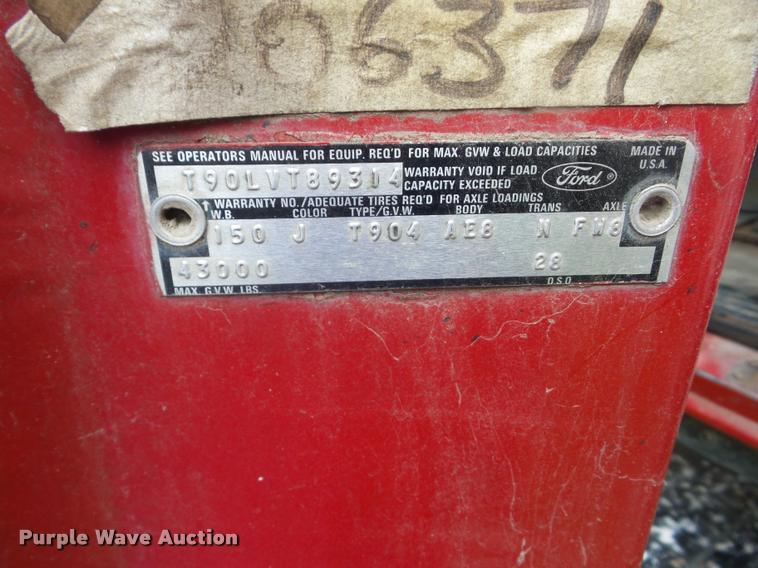 06371
SEE OPERATORS MANUAL FOR EQUIP. REQ'D FOR MAX. GVW & LOAD CAPACITIES
MADE IN U.S.A.
T90LVT89314
WARRANTY VOID IF LOAD CAPACITY EXCEEDED
Ford ®
↑ WARRANTY NO./ADEQUATE TIRES REQ'D FOR AXLE LOADINGS
W.B. COLOR TYPE/G.V.W. BODY TRANS AXLE
150 J T904 AE8 N FW8
43000 28
MAX. G.V.W. LBS. D.S.O.
Purple Wave Auction